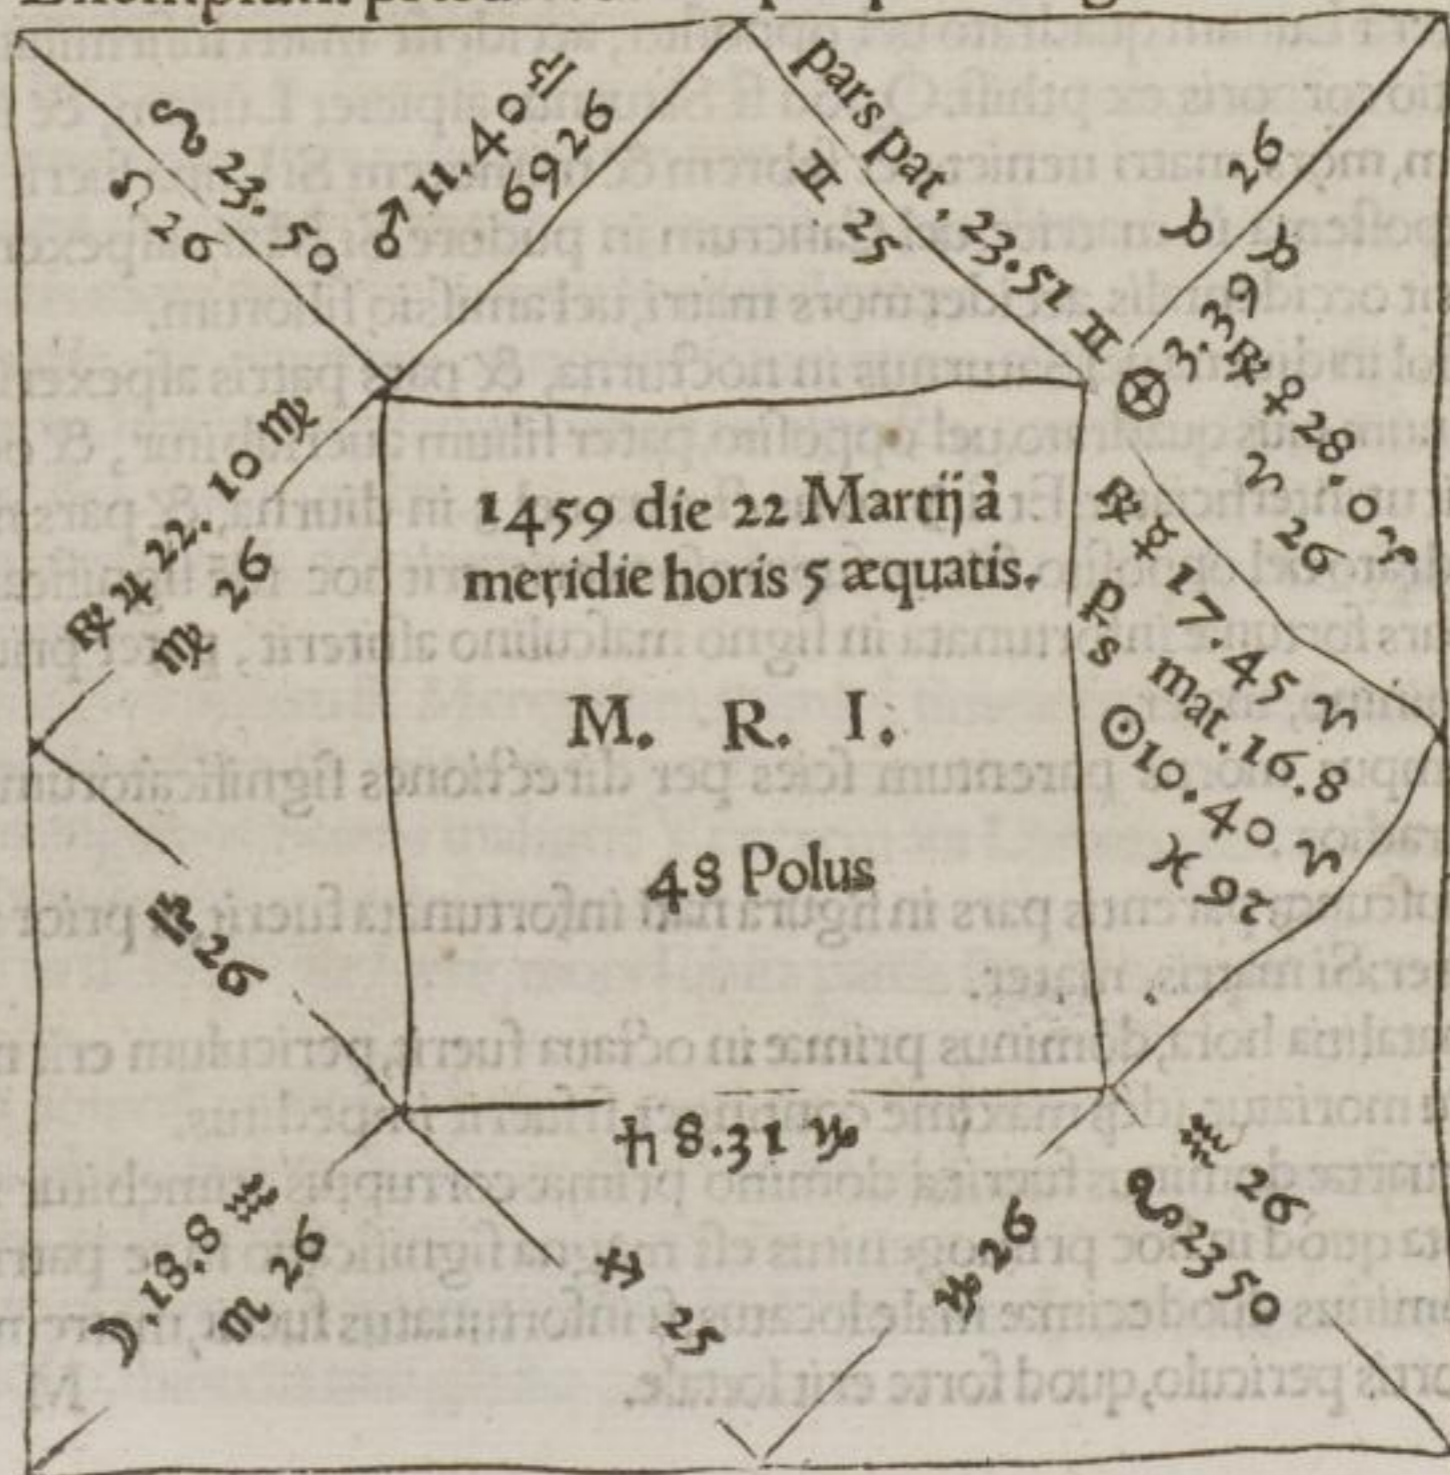 ☊ 23. 50
♌ 26
♂ 11.40 ♎
♋ 26
pars pat. 23.51 ♊
♊ 25
♉ 26
⊗ 3.39 ♉
℞ ♀ 28.0 ♈
♈ 26
℞ ♃ 22. 10 ♍
♍ 26
1459 die 22 Martij à
meridie horis 5 æquatis.
M. R. I.
48 Polus
℞ ☿ 17.45 ♈
p.s mat. 16.8
☉10.40 ♈
♓ 26
♎ 26
☽.18.8 ♒
♏ 26
♐ 25
♄ 8.31 ♑
♑ 26
♒ 26
☋23 50